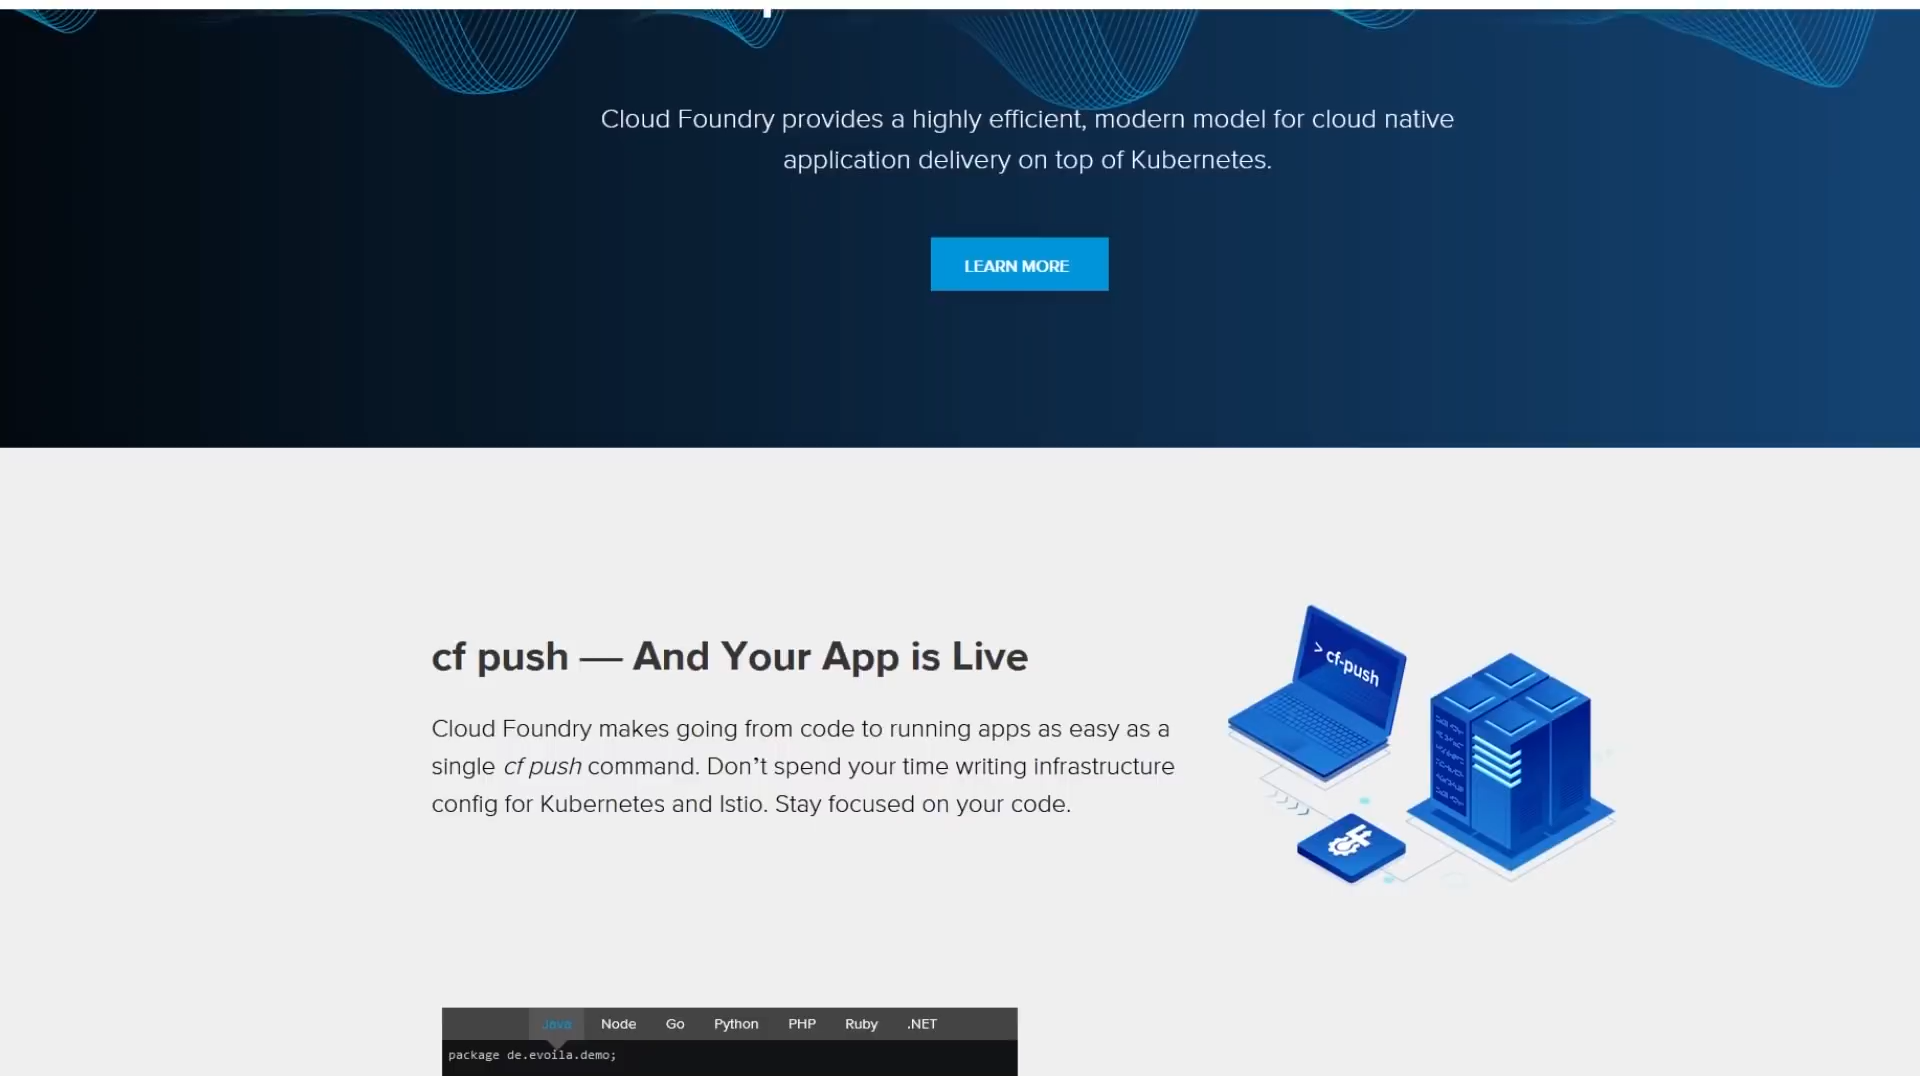 Cloud Foundry provides a highly efficient, modern model for cloud native
application delivery on top of Kubernetes.
LEARN MORE
cf push — And Your App is Live
Cloud Foundry makes going from code to running apps as easy as a
single cf push command. Don’t spend your time writing infrastructure
config for Kubernetes and Istio. Stay focused on your code.
> cf-push
Java Node Go Python PHP Ruby .NET
package de.evoila.demo;